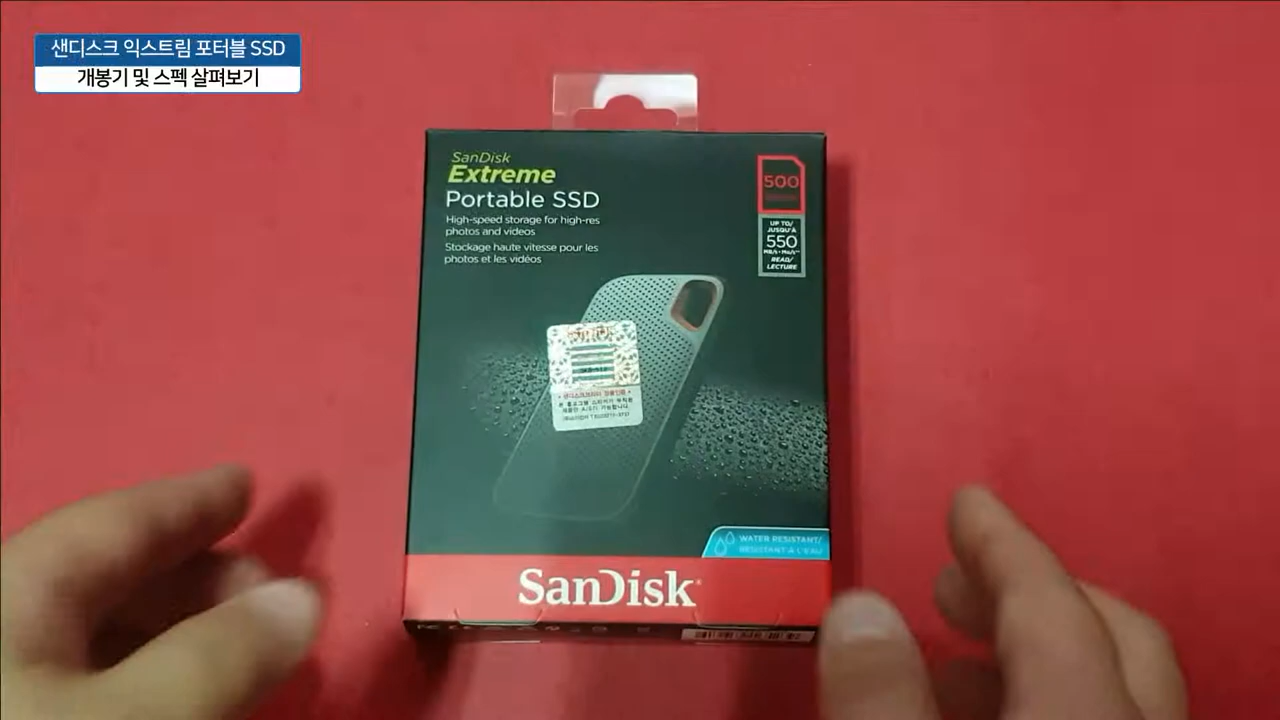 샌디스크 익스트림 포터블 SSD
개봉기 및 스펙 살펴보기
SanDisk
Extreme
Portable SSD
High-speed storage for high-res
photos and videos
Stockage haute vitesse pour les
photos et les vidéos
500
UP TO/
JUSQU'À
550
MB/s • Mo/s**
READ/
LECTURE
WATER RESISTANT/
RÉSISTANT À L'EAU
SanDisk